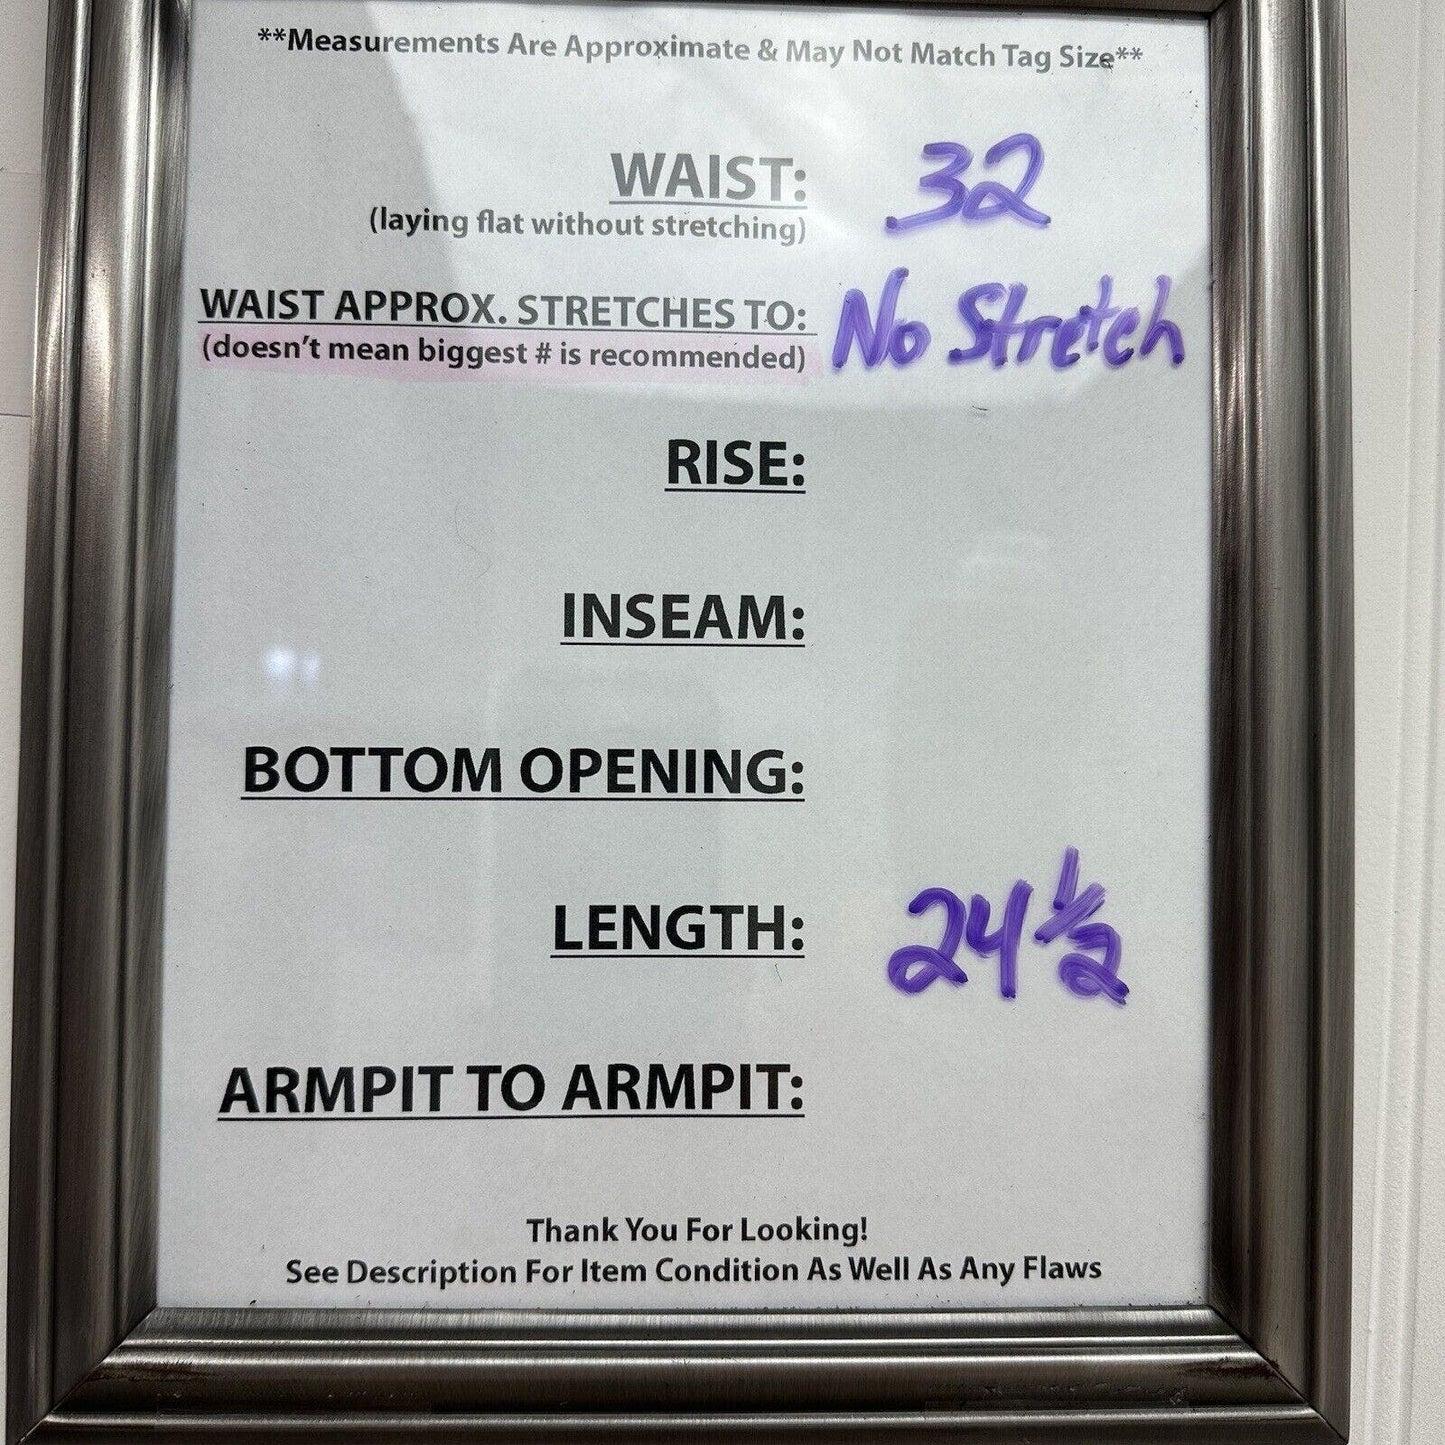 **Measurements Are Approximate & May Not Match Tag Size**
WAIST: 32
(laying flat without stretching)
WAIST APPROX. STRETCHES TO: No Stretch
(doesn't mean biggest # is recommended)
RISE:
INSEAM:
BOTTOM OPENING:
LENGTH: 24 1/2
ARMPIT TO ARMPIT:
Thank You For Looking!
See Description For Item Condition As Well As Any Flaws